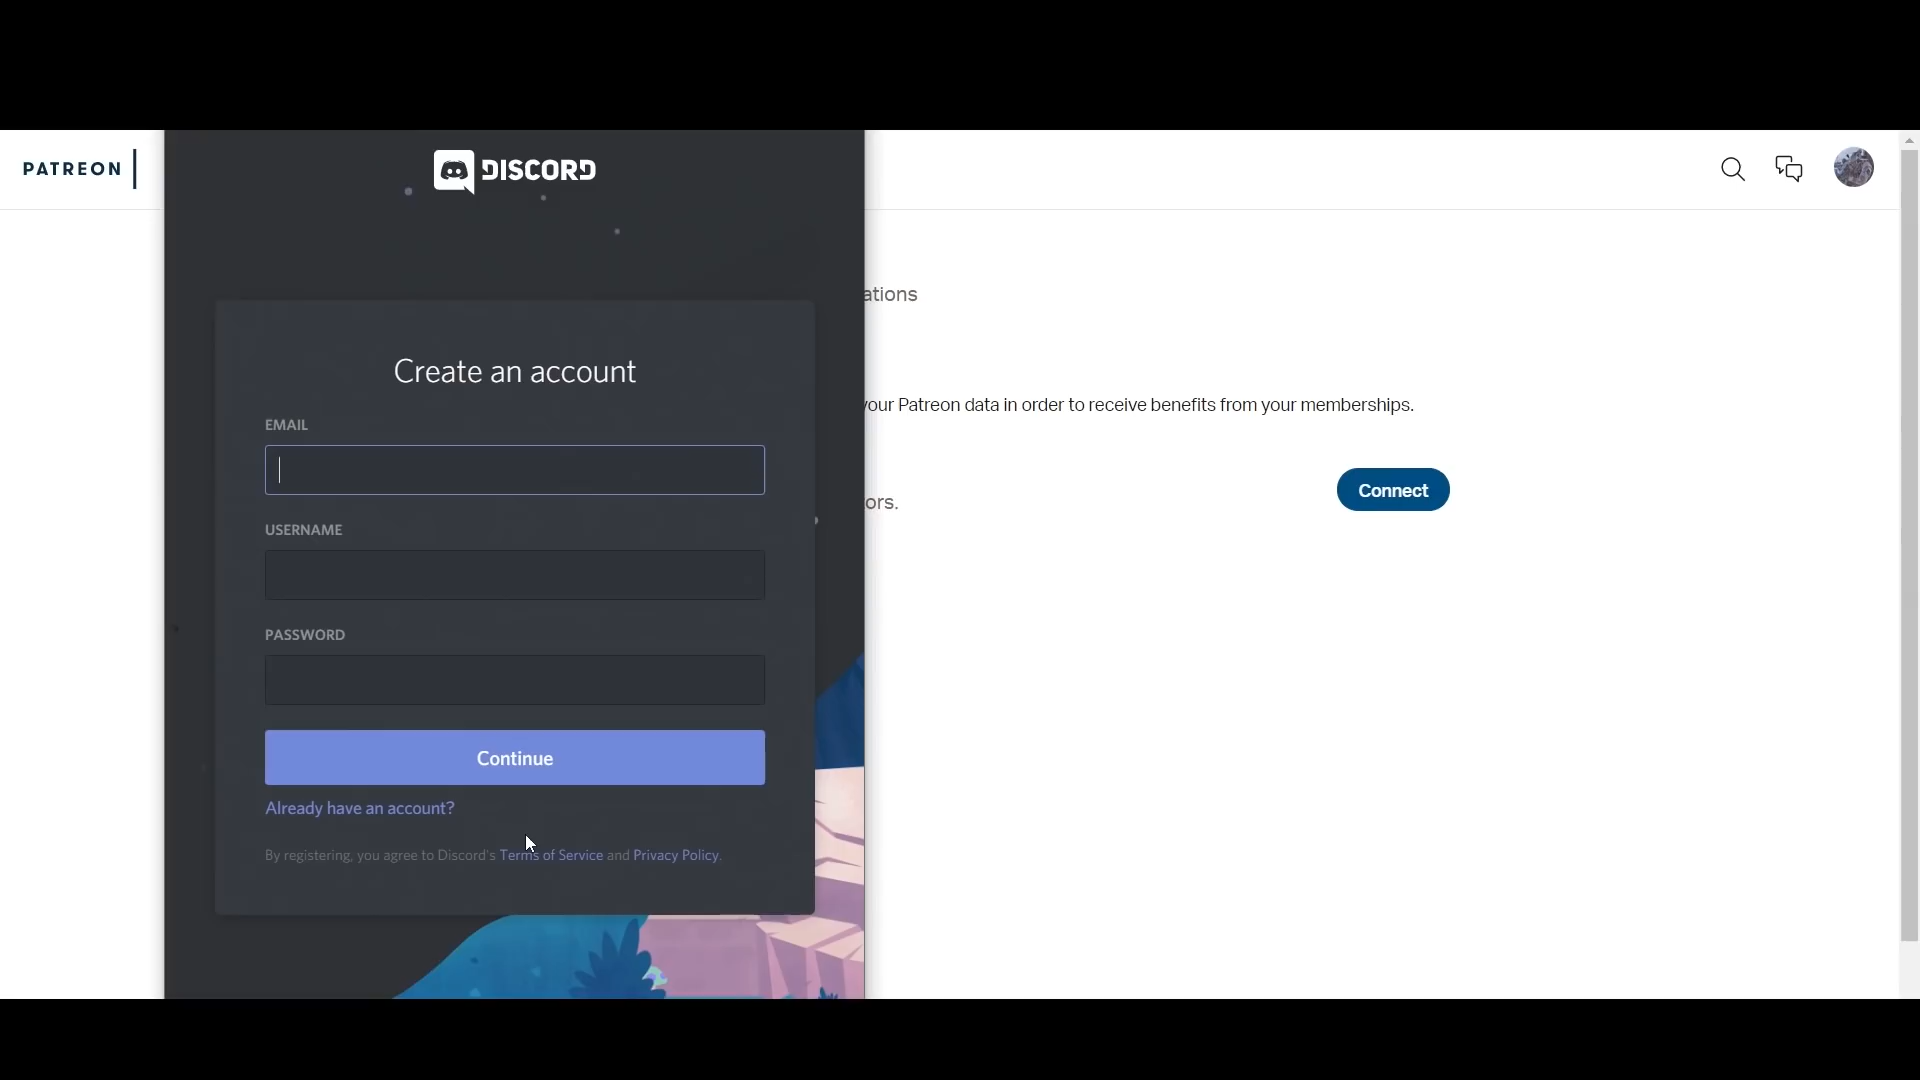 PATREON
DISCORD
ations
Create an account
your Patreon data in order to receive benefits from your memberships.
EMAIL
Connect
ors.
USERNAME
PASSWORD
Continue
Already have an account?
By registering, you agree to Discord's Terms of Service and Privacy Policy.